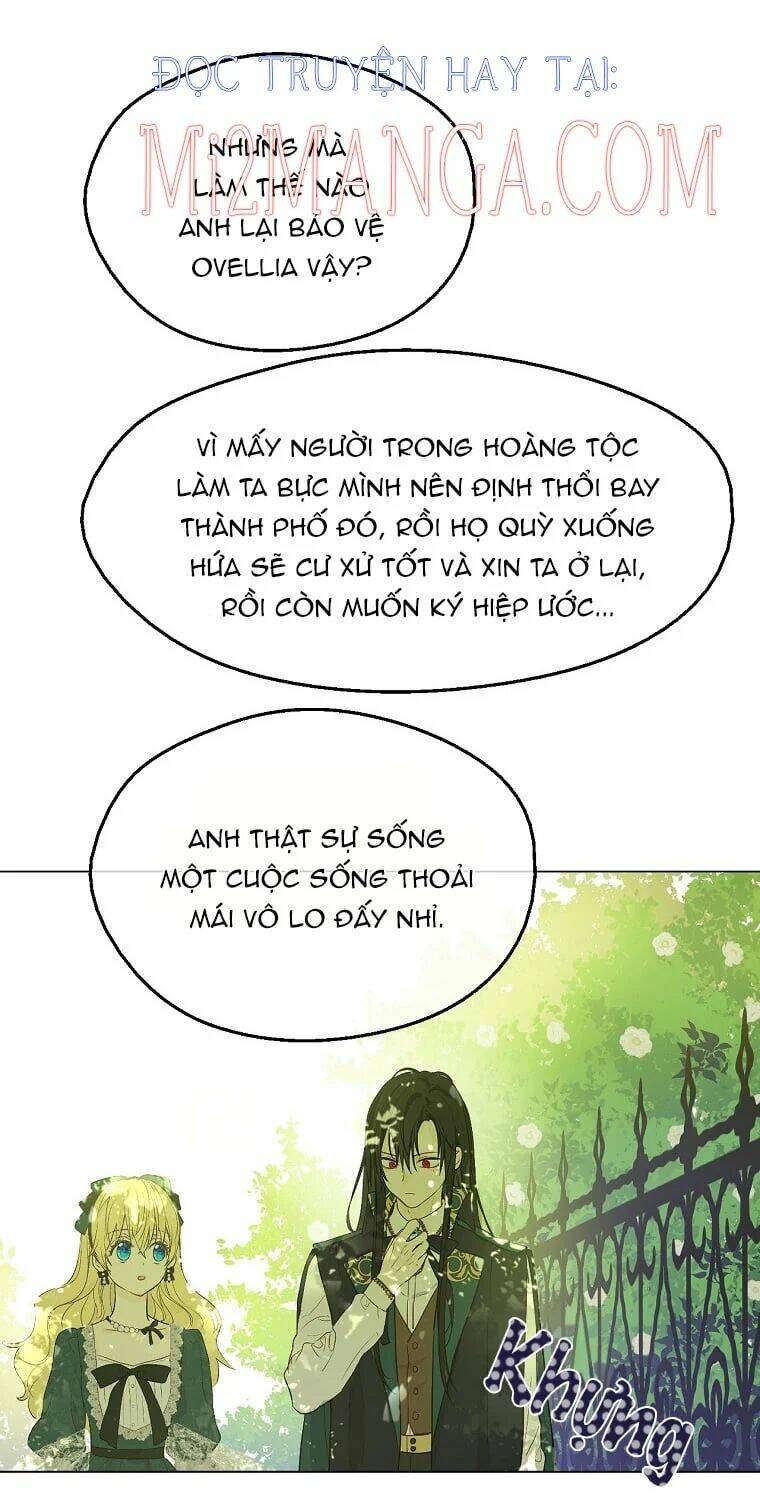 ĐỌC TRUYỆN HAY TẠI:
MI2MANGA.COM
NHƯNG MÀ
LÀM THẾ NÀO
ANH LẠI BẢO VỆ
OVELLIA VẬY?
VÌ MẤY NGƯỜI TRONG HOÀNG TỘC
LÀM TA BỰC MÌNH NÊN ĐỊNH THỔI BAY
THÀNH PHỐ ĐÓ, RỒI HỌ QUỲ XUỐNG
HỨA SẼ CƯ XỬ TỐT VÀ XIN TA Ở LẠI,
RỒI CÒN MUỐN KÝ HIỆP ƯỚC...
ANH THẬT SỰ SỐNG
MỘT CUỘC SỐNG THOẢI
MÁI VÔ LO ĐẤY NHỈ.
Khựng